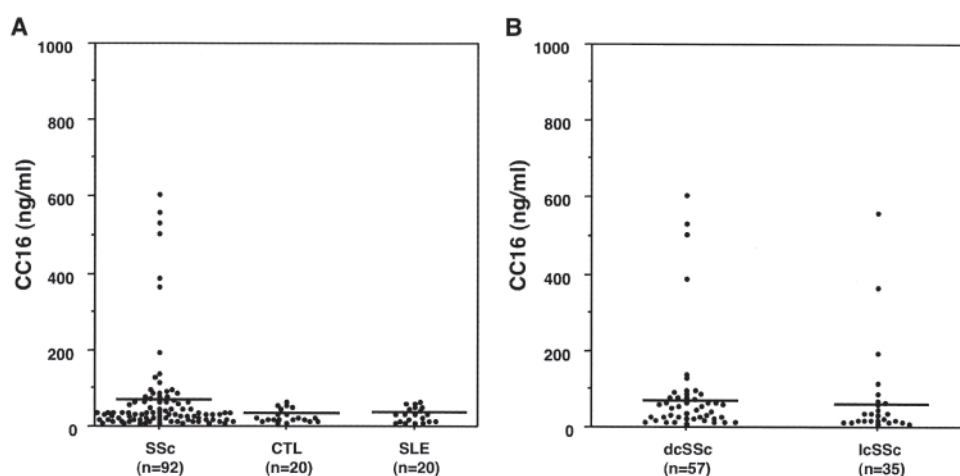 A
1000
800
600
400
200
0
CC16 (ng/ml)
SSc
(n=92)
CTL
(n=20)
SLE
(n=20)
B
1000
800
600
400
200
0
CC16 (ng/ml)
dcSSc
(n=57)
lcSSc
(n=35)